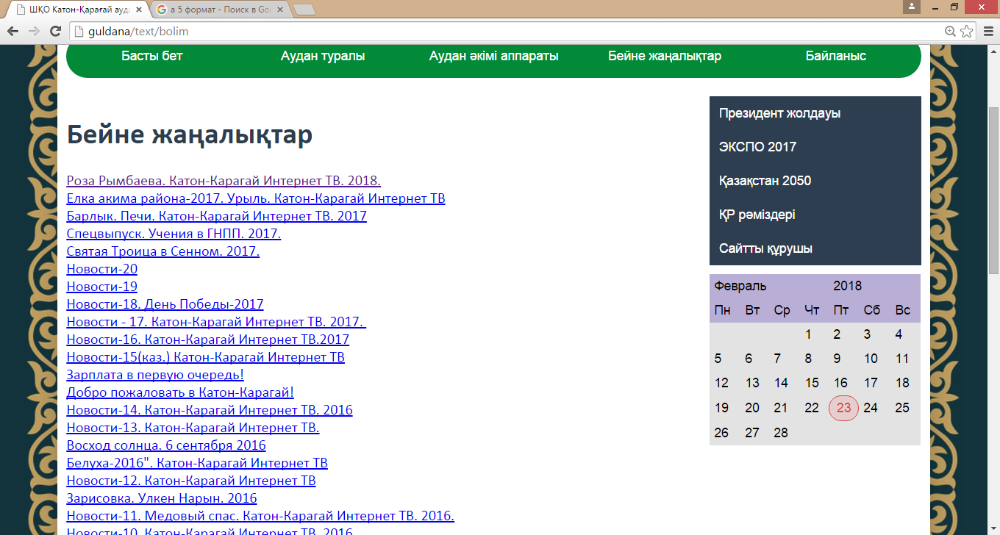 ШҚО Катон-Қарағай ауда
а 5 формат - Поиск в Goo
guldana/text/bolim
Басты бет Аудан туралы Аудан әкімі аппараты Бейне жаңалықтар Байланыс
Бейне жаңалықтар
Роза Рымбаева. Катон-Карагай Интернет ТВ. 2018.
Елка акима района-2017. Урыль. Катон-Карагай Интернет ТВ
Барлык. Печи. Катон-Карагай Интернет ТВ. 2017
Спецвыпуск. Учения в ГНПП. 2017.
Святая Троица в Сенном. 2017.
Новости-20
Новости-19
Новости-18. День Победы-2017
Новости - 17. Катон-Карагай Интернет ТВ. 2017.
Новости-16. Катон-Карагай Интернет ТВ.2017
Новости-15(каз.) Катон-Карагай Интернет ТВ
Зарплата в первую очередь!
Добро пожаловать в Катон-Карагай!
Новости-14. Катон-Карагай Интернет ТВ. 2016
Новости-13. Катон-Карагай Интернет ТВ.
Восход солнца. 6 сентября 2016
Белуха-2016". Катон-Карагай Интернет ТВ
Новости-12. Катон-Карагай Интернет ТВ
Зарисовка. Улкен Нарын. 2016
Новости-11. Медовый спас. Катон-Карагай Интернет ТВ. 2016.
Новости-10. Катон-Карагай Интернет ТВ. 2016
Президент жолдауы
ЭКСПО 2017
Қазақстан 2050
ҚР рәміздері
Сайтты құрушы
Февраль 2018
Пн Вт Ср Чт Пт Сб Вс
1 2 3 4
5 6 7 8 9 10 11
12 13 14 15 16 17 18
19 20 21 22 23 24 25
26 27 28